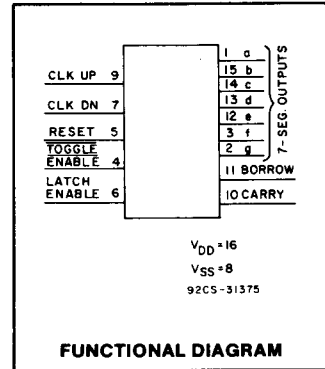 CLK UP 9
CLK DN 7
RESET 5
TOGGLE
ENABLE 4
LATCH
ENABLE 6
1 a
15 b
14 c
13 d
12 e
3 f
2 g
7-SEG. OUTPUTS
11 BORROW
10 CARRY
VDD=16
VSS=8
92CS-31375
FUNCTIONAL DIAGRAM